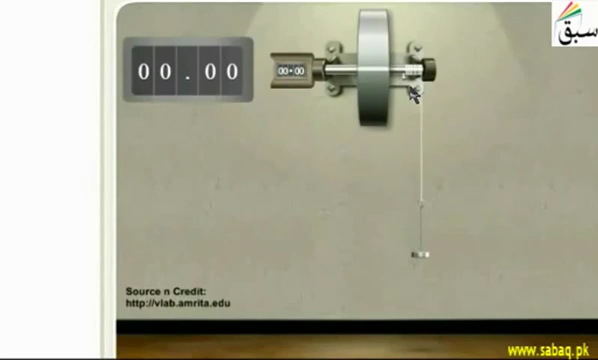 سبق
00.00
00•00
Source n Credit:
http://vlab.amrita.edu
www.sabaq.pk